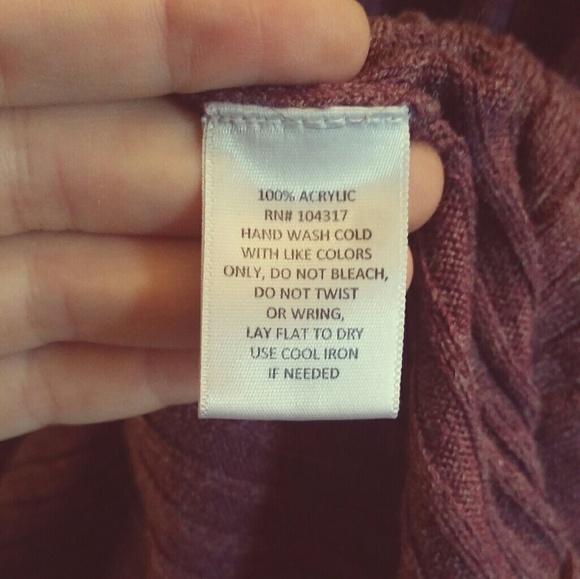 100% ACRYLIC
RN# 104317
HAND WASH COLD
WITH LIKE COLORS
ONLY, DO NOT BLEACH,
DO NOT TWIST
OR WRING,
LAY FLAT TO DRY
USE COOL IRON
IF NEEDED